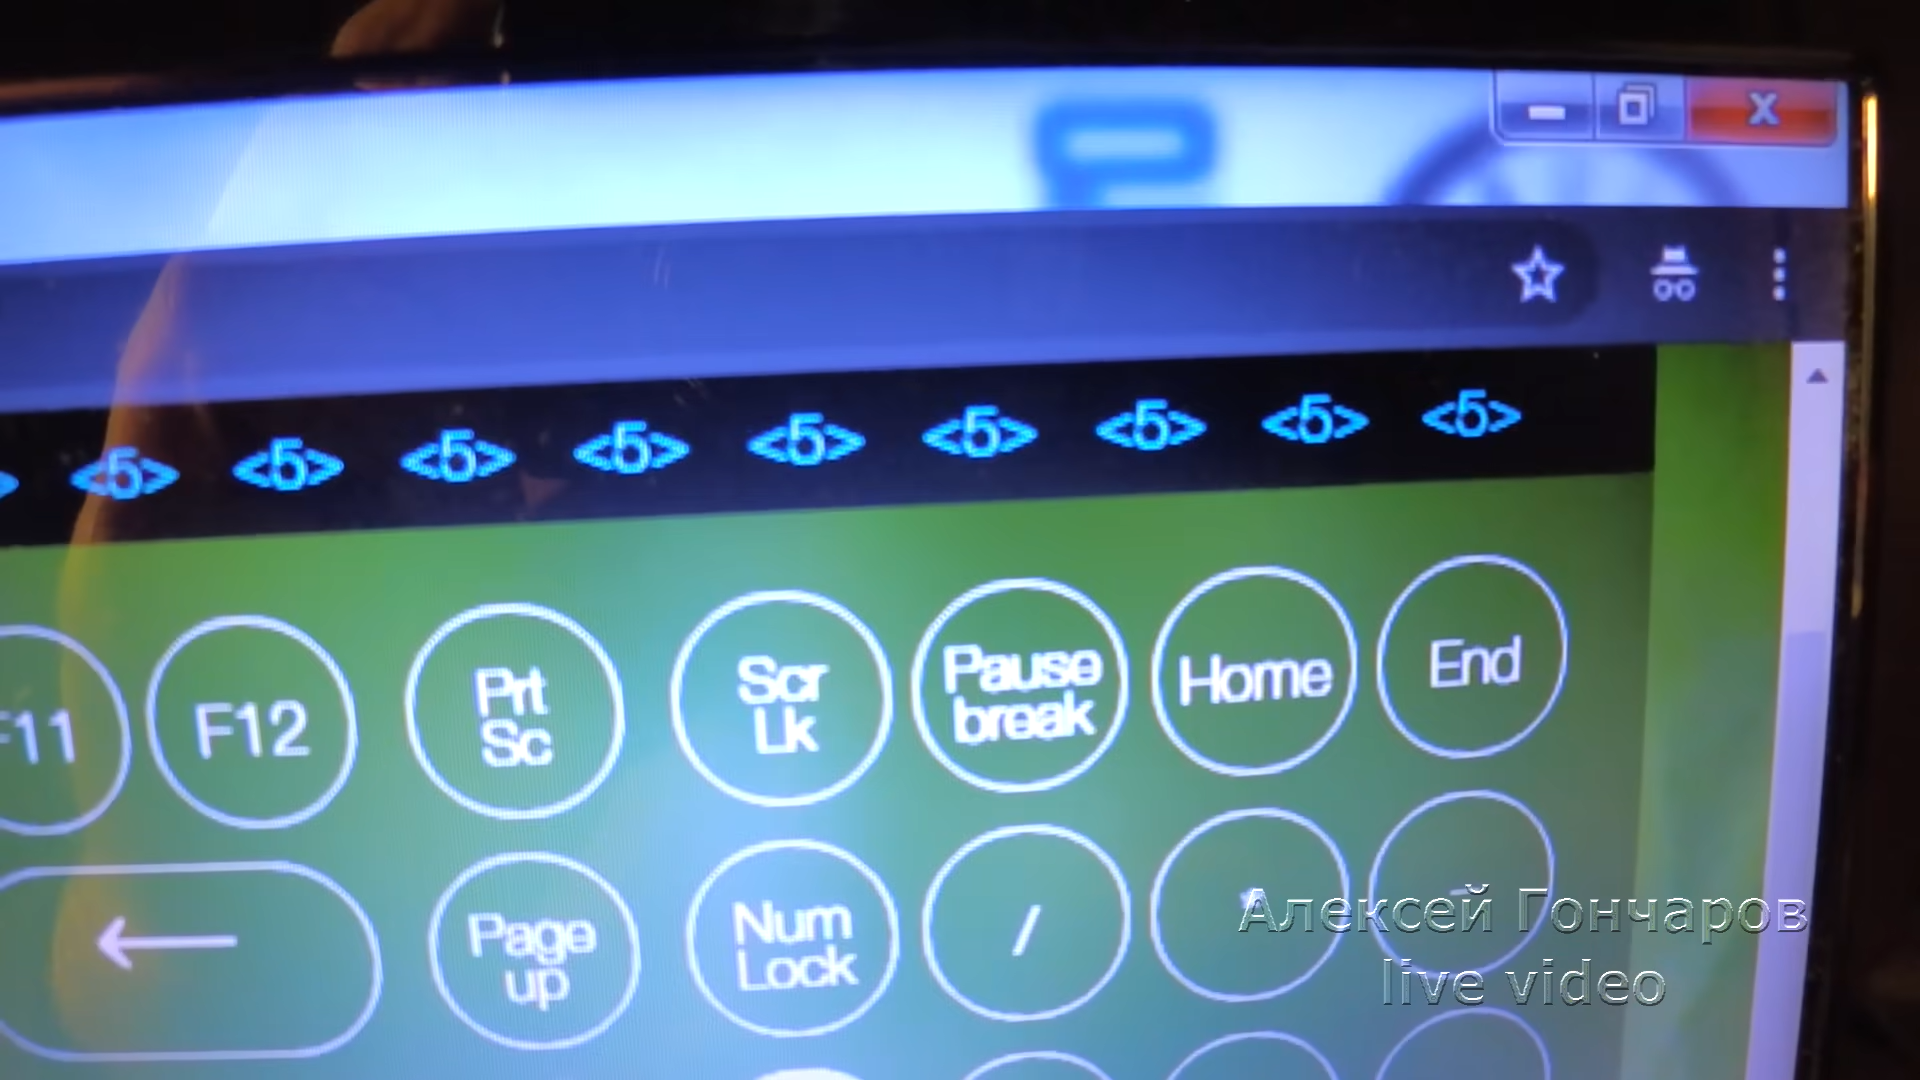 <5> <5> <5> <5> <5> <5> <5> <5> <5>
F11 F12 Prt Sc Scr Lk Pause break Home End
← Page up Num Lock / * -
Алексей Гончаров
live video